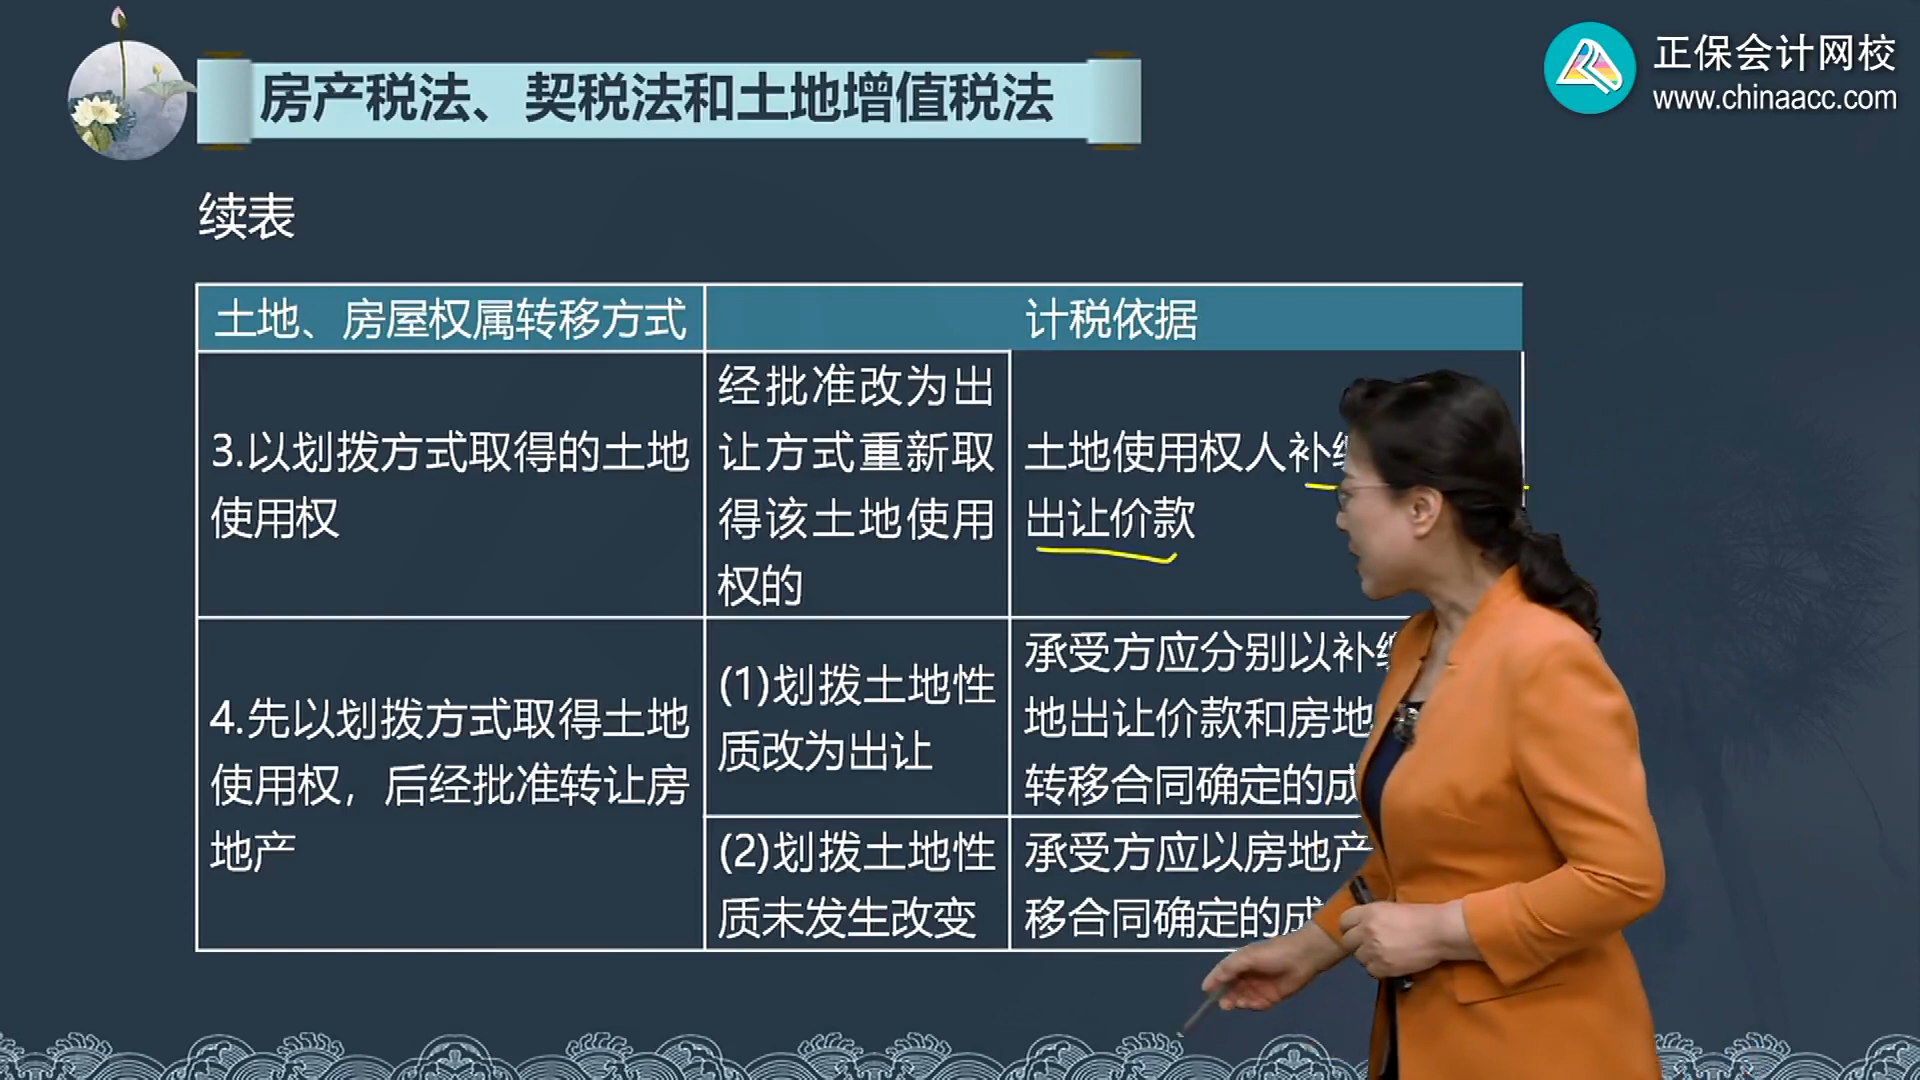 房产税法、契税法和土地增值税法
正保会计网校
www.chinaacc.com
续表
土地、房屋权属转移方式
计税依据
3.以划拨方式取得的土地
使用权
经批准改为出
让方式重新取
得该土地使用
权的
土地使用权人补
出让价款
4.先以划拨方式取得土地
使用权，后经批准转让房
地产
(1)划拨土地性
质改为出让
承受方应分别以补
地出让价款和房地
转移合同确定的成
(2)划拨土地性
质未发生改变
承受方应以房地产
移合同确定的成